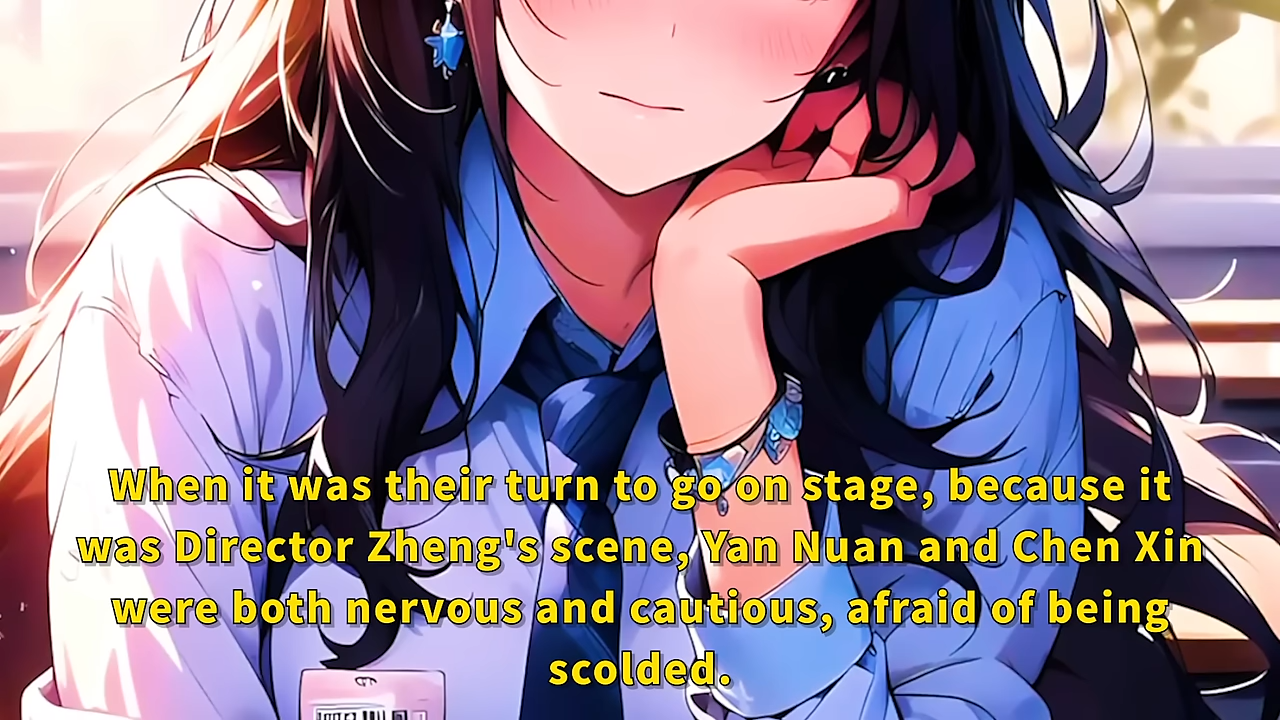 When it was their turn to go on stage, because it
was Director Zheng's scene, Yan Nuan and Chen Xin
were both nervous and cautious, afraid of being
scolded.